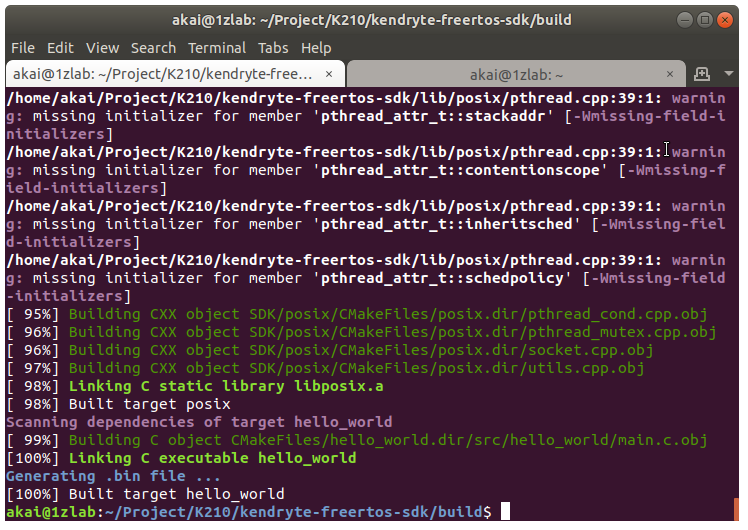 akai@1zlab: ~/Project/K210/kendryte-freertos-sdk/build
File Edit View Search Terminal Tabs Help
akai@1zlab: ~/Project/K210/kendryte-free... × akai@1zlab: ~ ×
/home/akai/Project/K210/kendryte-freertos-sdk/lib/posix/pthread.cpp:39:1: warnin
g: missing initializer for member 'pthread_attr_t::stackaddr' [-Wmissing-field-i
nitializers]
/home/akai/Project/K210/kendryte-freertos-sdk/lib/posix/pthread.cpp:39:1: warnin
g: missing initializer for member 'pthread_attr_t::contentionscope' [-Wmissing-f
ield-initializers]
/home/akai/Project/K210/kendryte-freertos-sdk/lib/posix/pthread.cpp:39:1: warnin
g: missing initializer for member 'pthread_attr_t::inheritsched' [-Wmissing-fiel
d-initializers]
/home/akai/Project/K210/kendryte-freertos-sdk/lib/posix/pthread.cpp:39:1: warnin
g: missing initializer for member 'pthread_attr_t::schedpolicy' [-Wmissing-field
-initializers]
[ 95%] Building CXX object SDK/posix/CMakeFiles/posix.dir/pthread_cond.cpp.obj
[ 96%] Building CXX object SDK/posix/CMakeFiles/posix.dir/pthread_mutex.cpp.obj
[ 96%] Building CXX object SDK/posix/CMakeFiles/posix.dir/socket.cpp.obj
[ 97%] Building CXX object SDK/posix/CMakeFiles/posix.dir/utils.cpp.obj
[ 98%] Linking C static library libposix.a
[ 98%] Built target posix
Scanning dependencies of target hello_world
[ 99%] Building C object CMakeFiles/hello_world.dir/src/hello_world/main.c.obj
[100%] Linking C executable hello_world
Generating .bin file ...
[100%] Built target hello_world
akai@1zlab:~/Project/K210/kendryte-freertos-sdk/build$